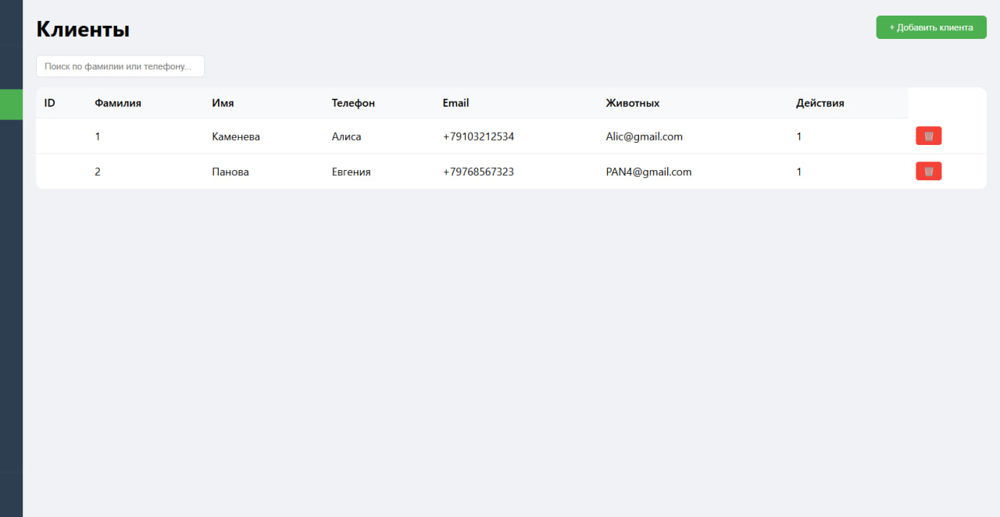 Клиенты
+ Добавить клиента
Поиск по фамилии или телефону...
ID Фамилия Имя Телефон Email Животных Действия
1 Каменева Алиса +79103212534 Alic@gmail.com 1
2 Панова Евгения +79768567323 PAN4@gmail.com 1